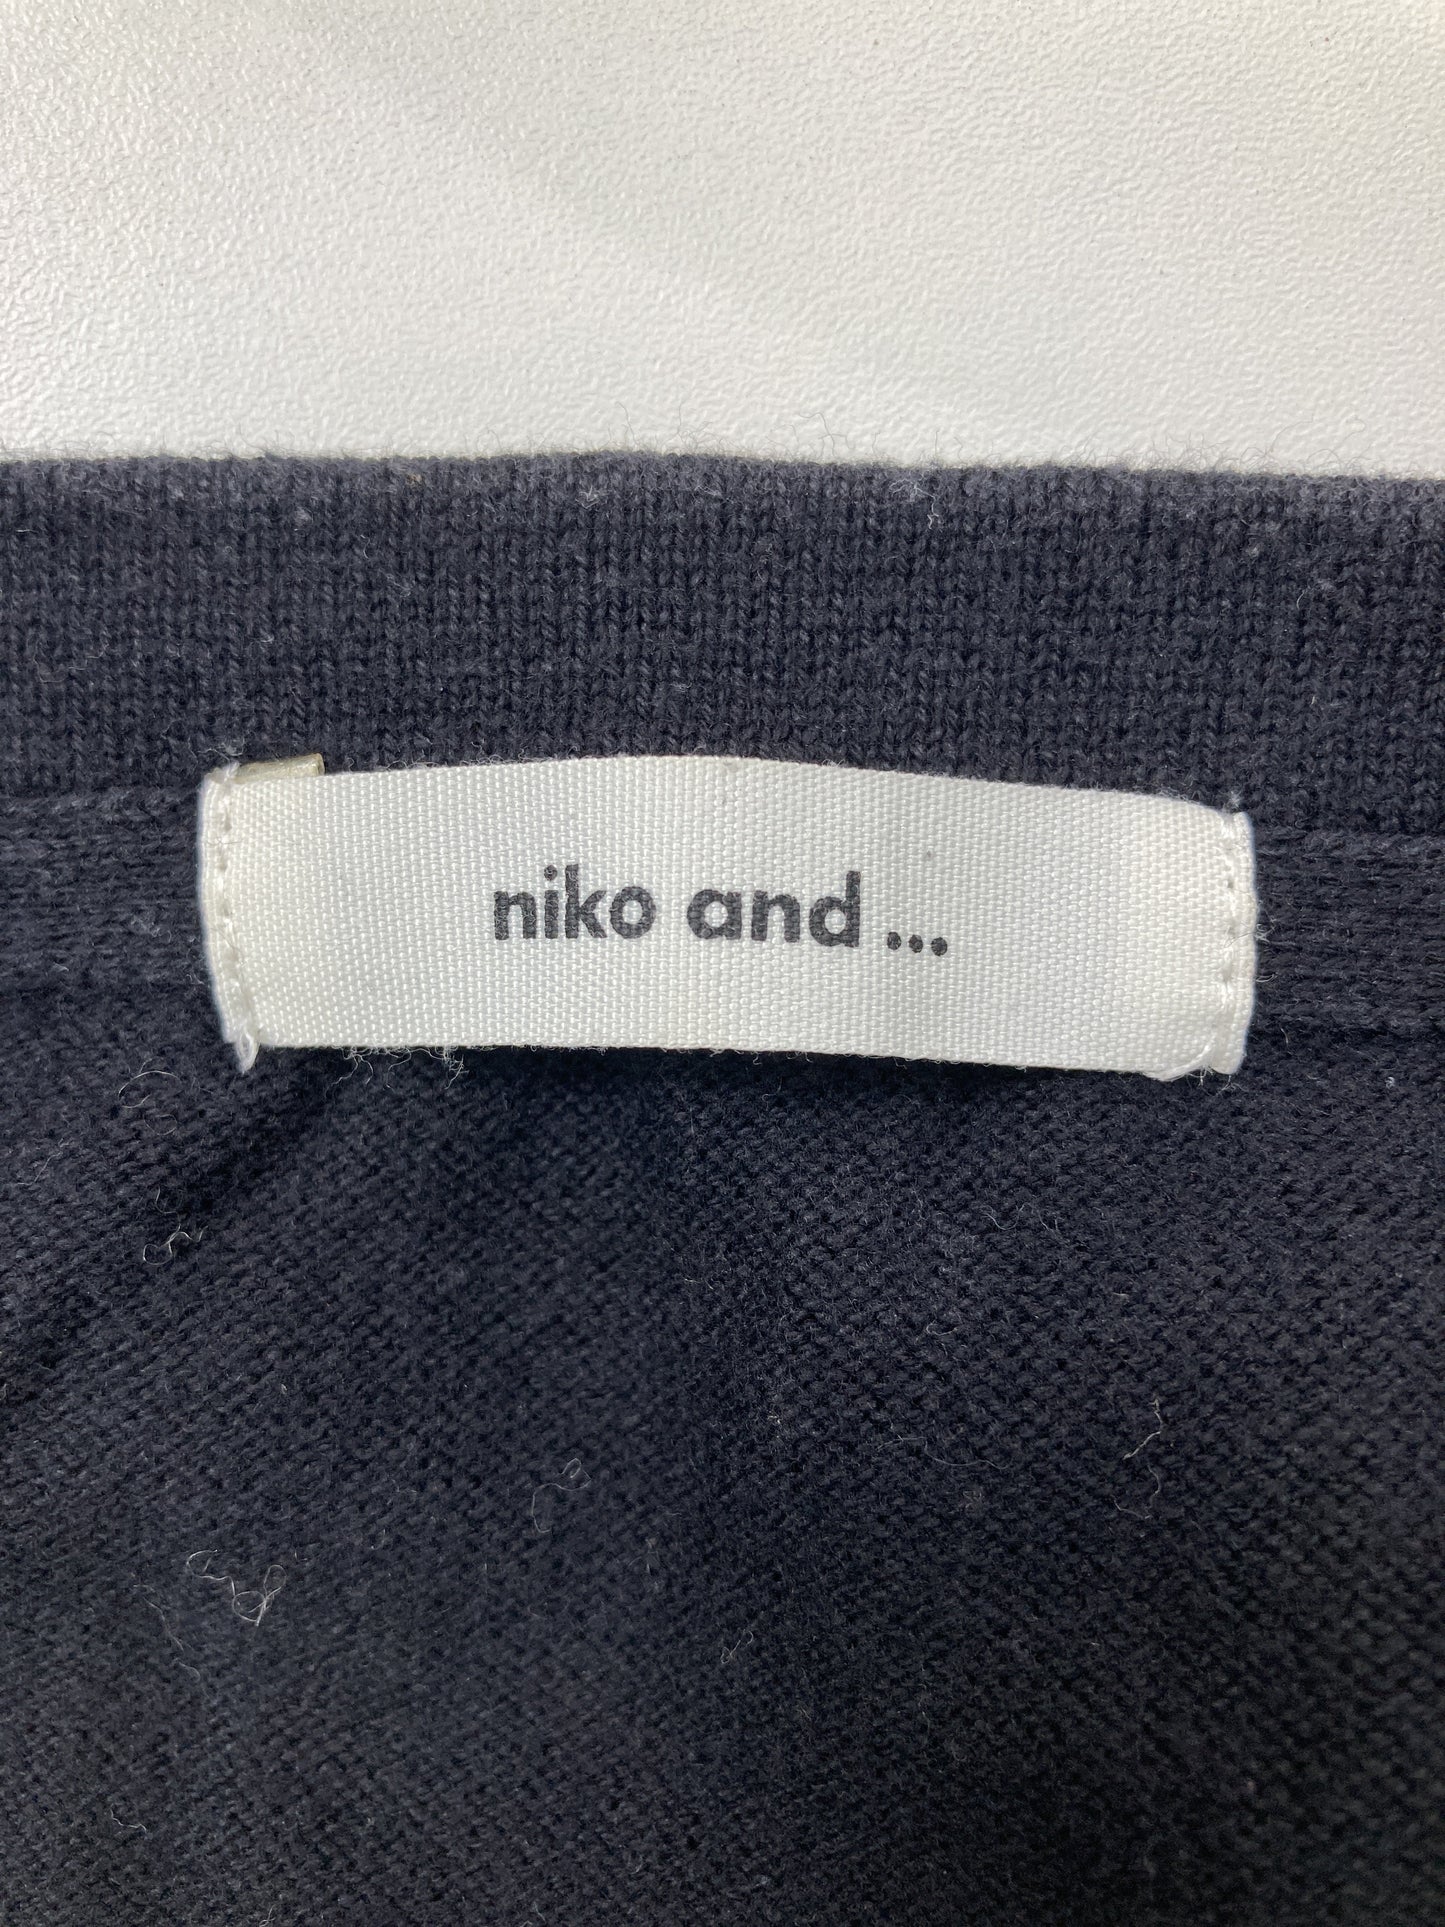 niko and ...